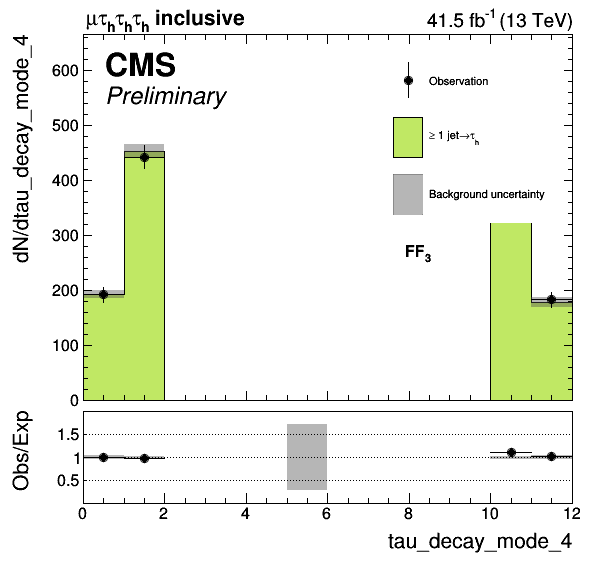 μτₕτₕτₕ inclusive
41.5 fb⁻¹ (13 TeV)
CMS
Preliminary
Observation
≥ 1 jet→τₕ
Background uncertainty
FF₃
dN/dtau_decay_mode_4
600
500
400
300
200
100
0
Obs/Exp
1.5
1
0.5
0 2 4 6 8 10 12
tau_decay_mode_4